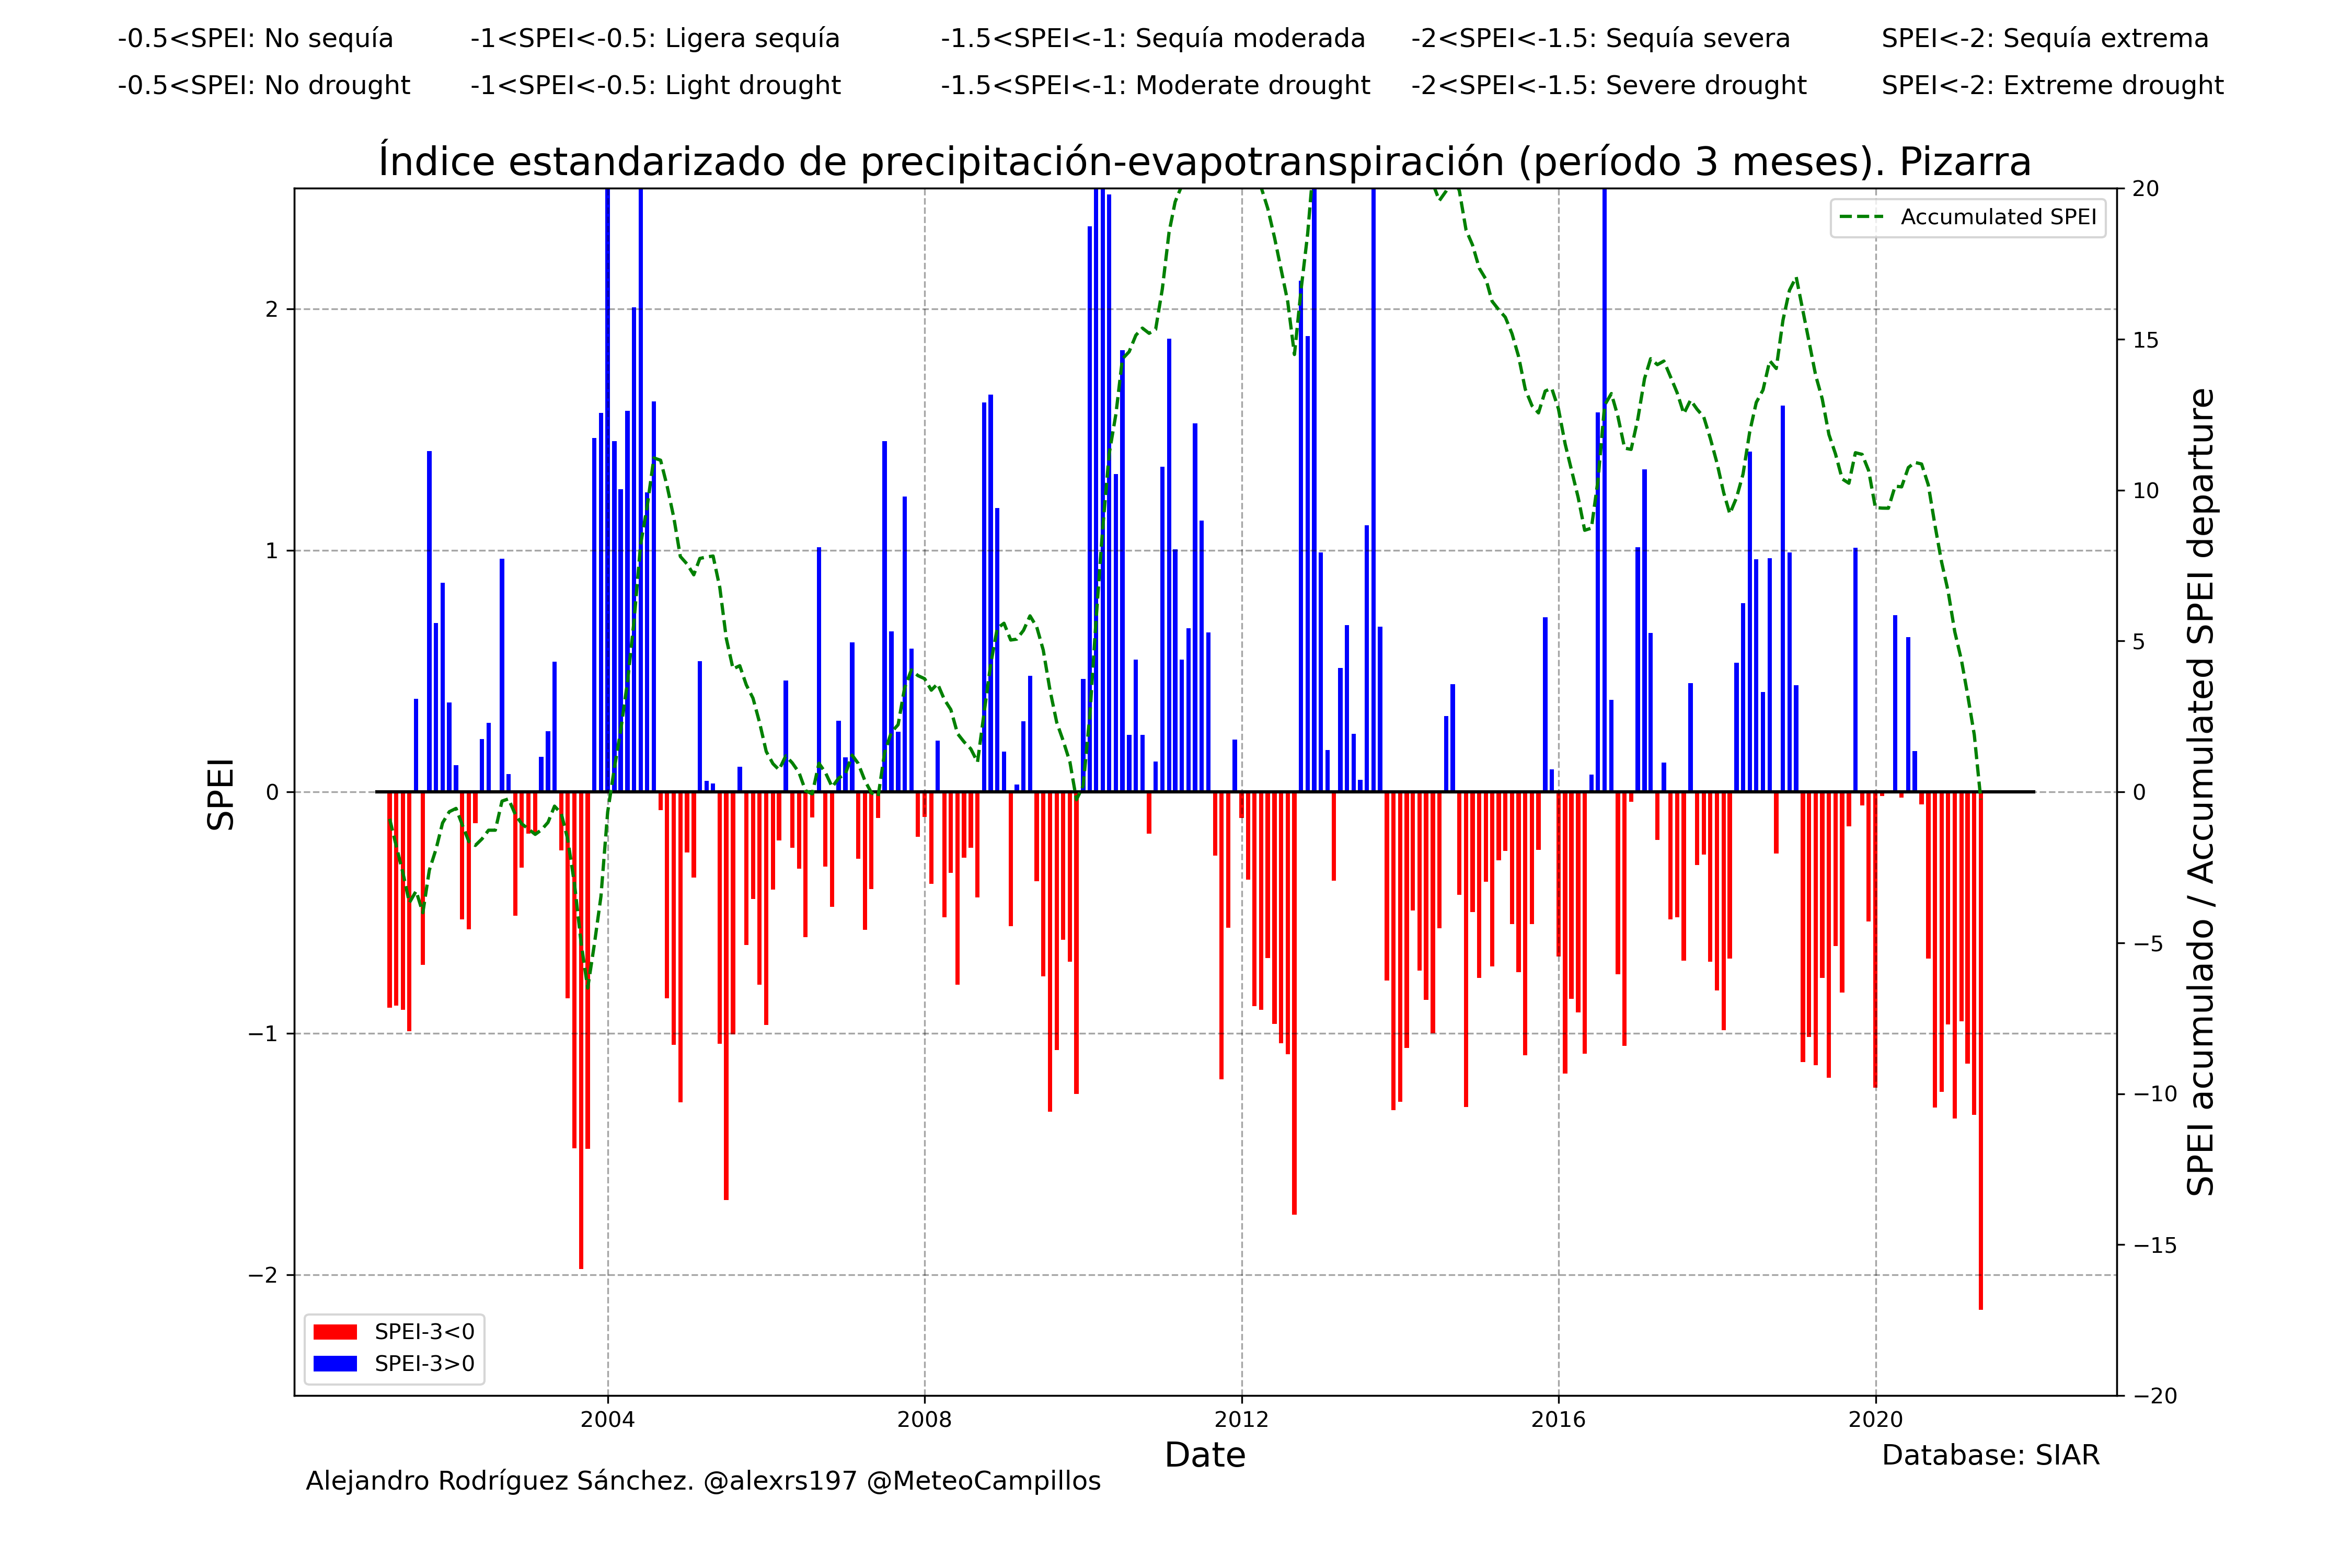 -0.5<SPEI: No sequía -1<SPEI<-0.5: Ligera sequía -1.5<SPEI<-1: Sequía moderada -2<SPEI<-1.5: Sequía severa SPEI<-2: Sequía extrema
-0.5<SPEI: No drought -1<SPEI<-0.5: Light drought -1.5<SPEI<-1: Moderate drought -2<SPEI<-1.5: Severe drought SPEI<-2: Extreme drought
Índice estandarizado de precipitación-evapotranspiración (período 3 meses). Pizarra
Accumulated SPEI
SPEI
2
1
0
−1
−2
20
15
10
5
0
−5
−10
−15
−20
SPEI acumulado / Accumulated SPEI departure
SPEI-3<0
SPEI-3>0
2004 2008 2012 2016 2020
Date
Database: SIAR
Alejandro Rodríguez Sánchez. @alexrs197 @MeteoCampillos